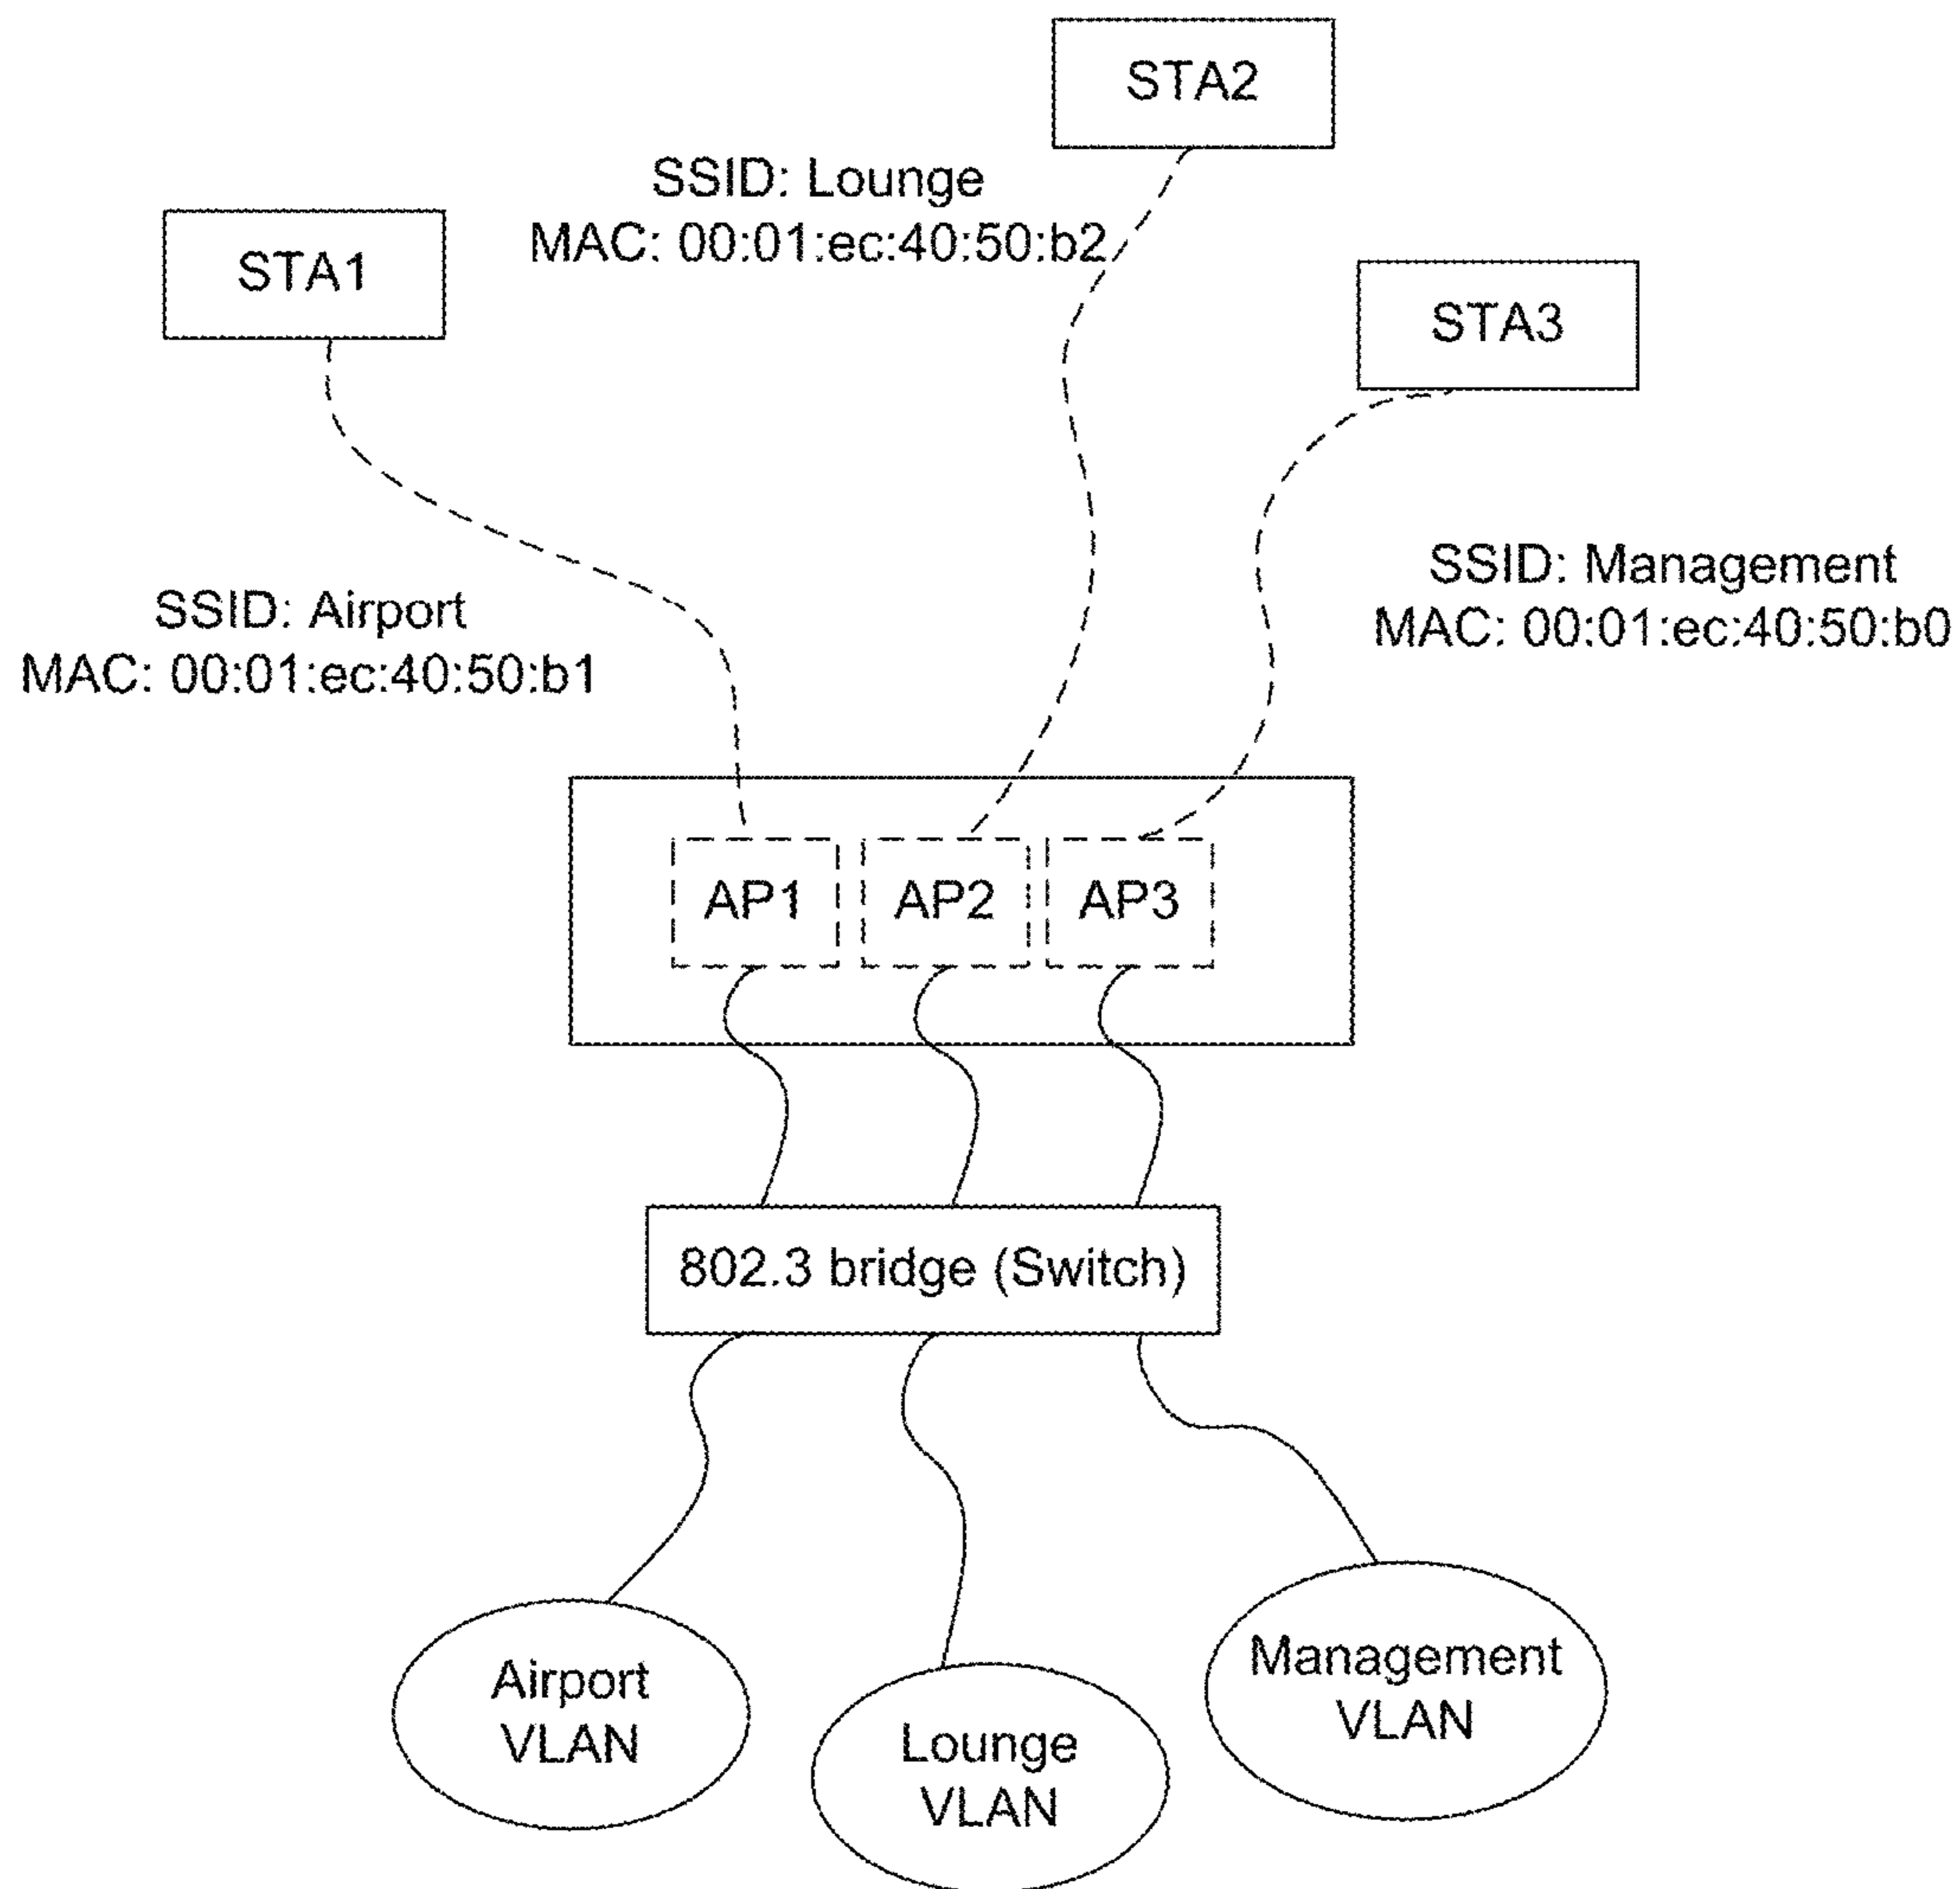 STA2
SSID: Lounge
MAC: 00:01:ec:40:50:b2
STA1
STA3
SSID: Management
MAC: 00:01:ec:40:50:b0
SSID: Airport
MAC: 00:01:ec:40:50:b1
AP1
AP2
AP3
802.3 bridge (Switch)
Airport
VLAN
Lounge
VLAN
Management
VLAN